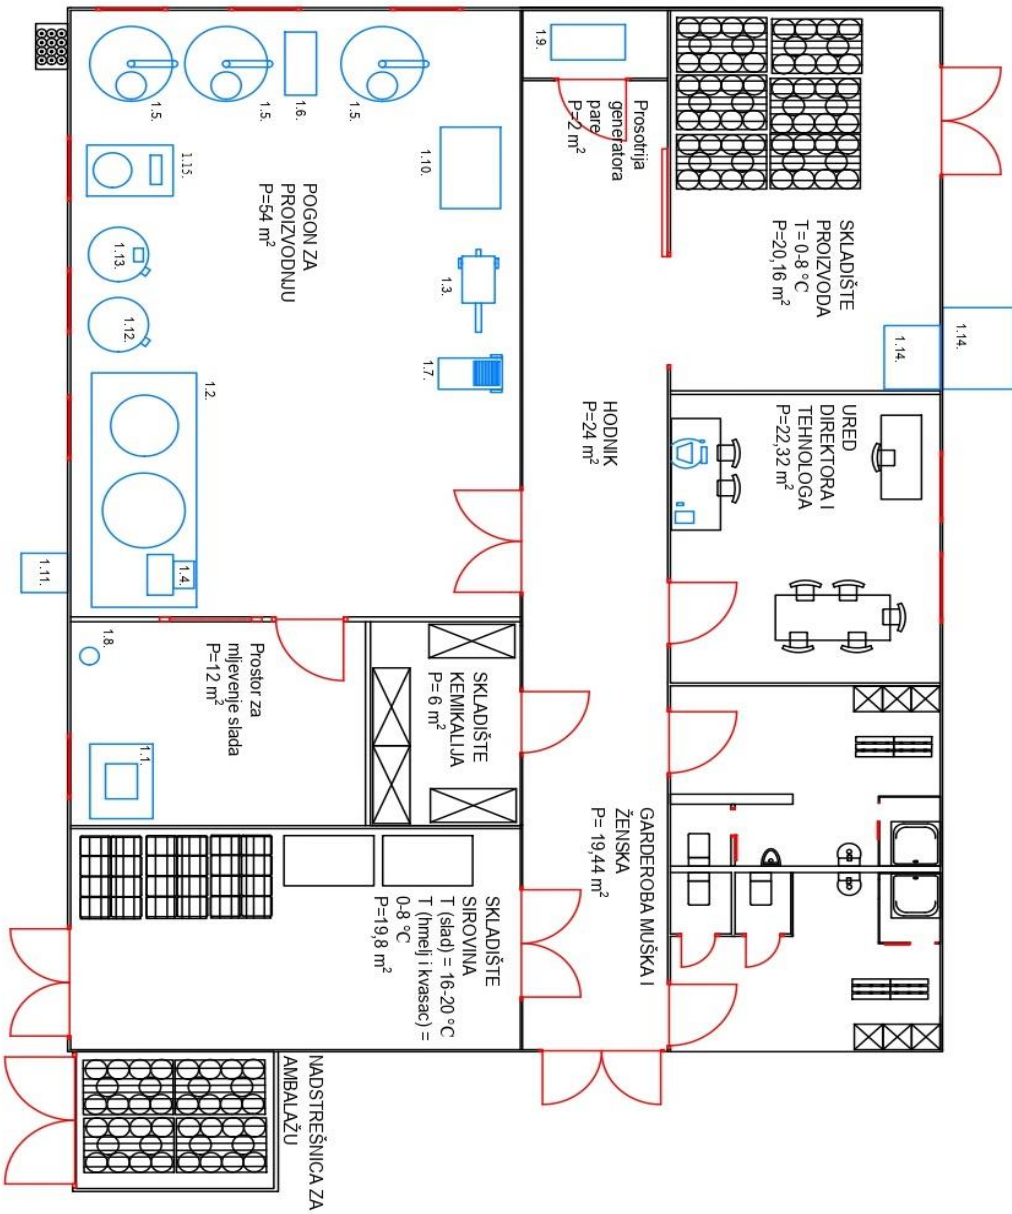 1.9.
Prosotrija
generatora
pare
P=2 m²
SKLADIŠTE
PROIZVODA
T= 0-8 °C
P=20,16 m²
1.14.
1.14.
1.5.
1.5.
1.6.
1.5.
1.10.
1.15.
POGON ZA
PROIZVODNJU
P=54 m²
1.13.
1.12.
1.3.
1.7.
1.2.
1.4.
1.11.
HODNIK
P=24 m²
URED
DIREKTORA I
TEHNOLOGA
P=22,32 m²
1.8.
Prostor za
mljevenje slada
P=12 m²
1.1.
SKLADIŠTE
KEMIKALIJA
P= 6 m²
GARDEROBA MUŠKA I
ŽENSKA
P= 19,44 m²
SKLADIŠTE
SIROVINA
T (slad) = 16-20 °C
T (hmelj i kvasac) =
0-8 °C
P=19,8 m²
NADSTREŠNICA ZA
AMBALAŽU